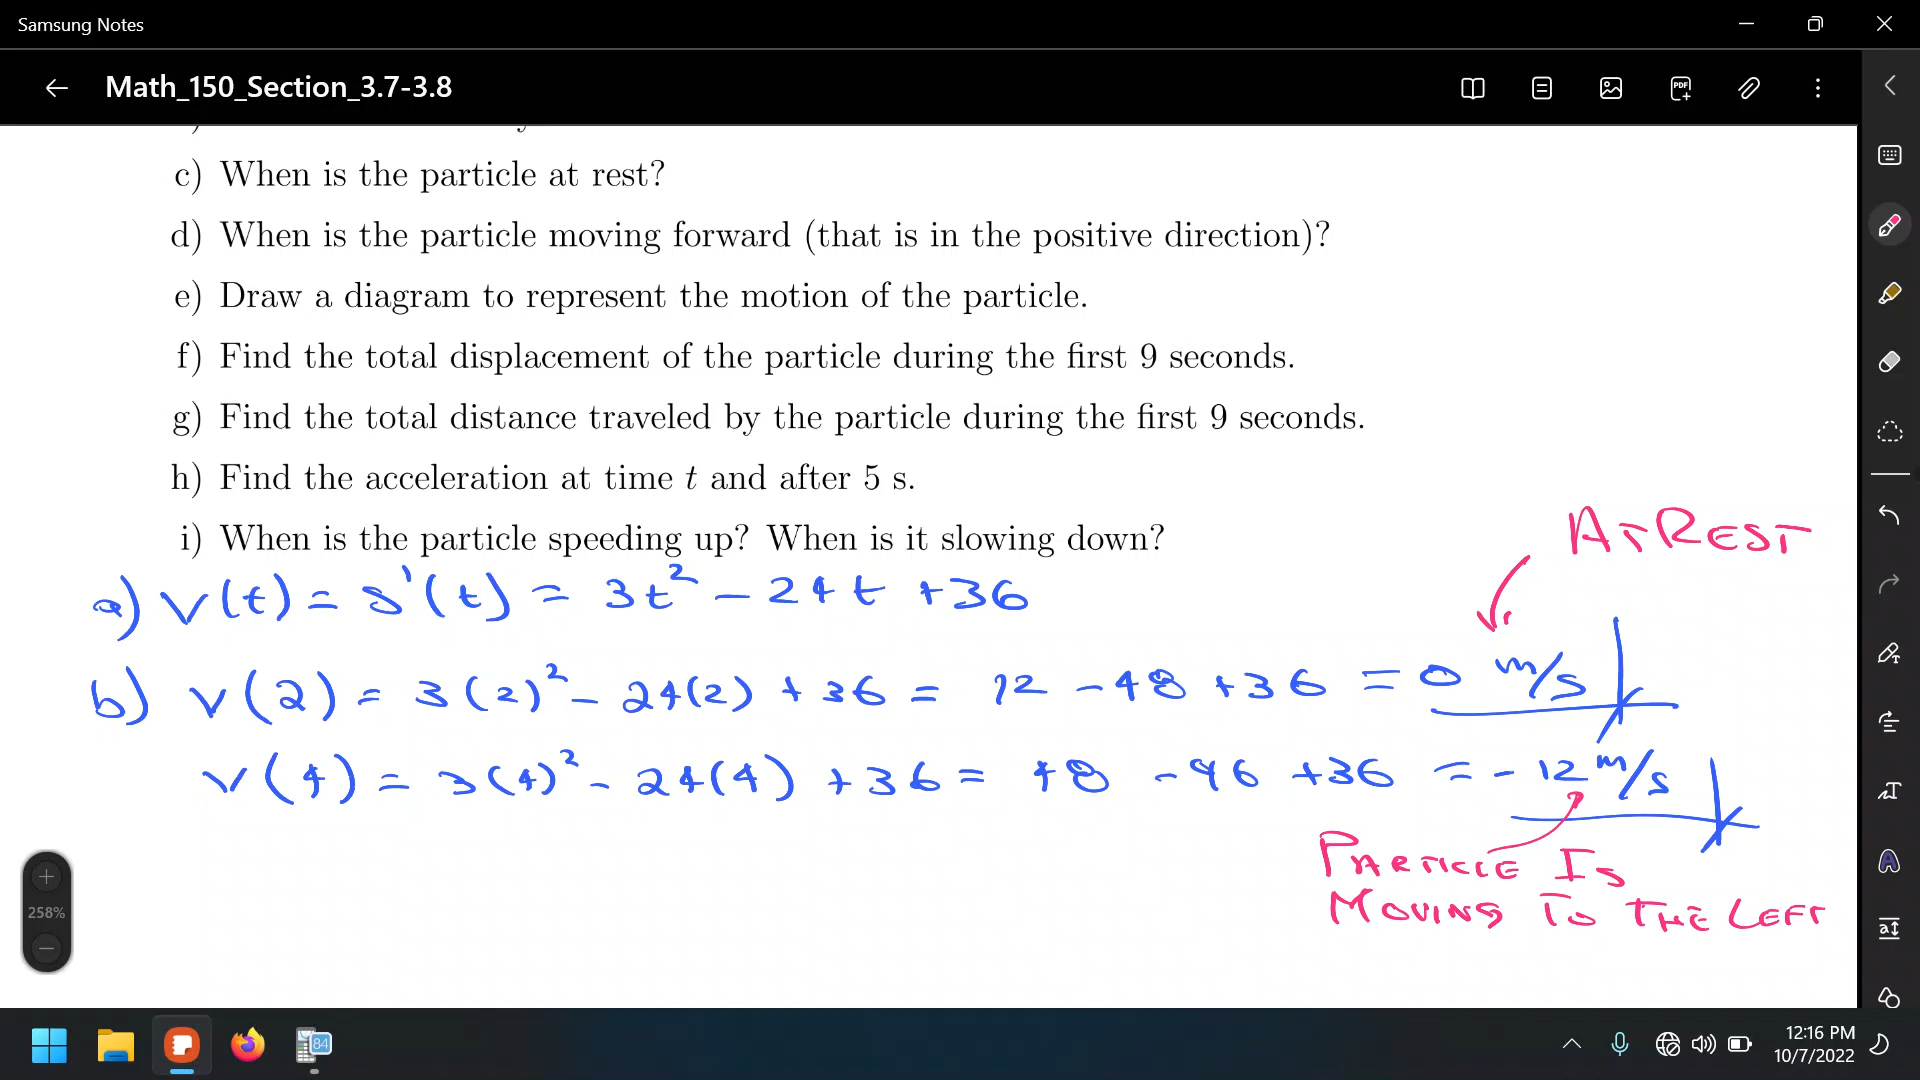 Samsung Notes
Math_150_Section_3.7-3.8
PDF
c) When is the particle at rest?
d) When is the particle moving forward (that is in the positive direction)?
e) Draw a diagram to represent the motion of the particle.
f) Find the total displacement of the particle during the first 9 seconds.
g) Find the total distance traveled by the particle during the first 9 seconds.
h) Find the acceleration at time t and after 5 s.
i) When is the particle speeding up? When is it slowing down?
AT REST
a) V(t) = s'(t) = 3t² - 24t +36
b) V(2) = 3(2)² - 24(2) +36 = 12 -48 +36 = 0 m/s
V(4) = 3(4)² - 24(4) +36 = 48 -96 +36 = -12 m/s
PARTICLE IS
MOVING TO THE LEFT
258%
84
12:16 PM
10/7/2022